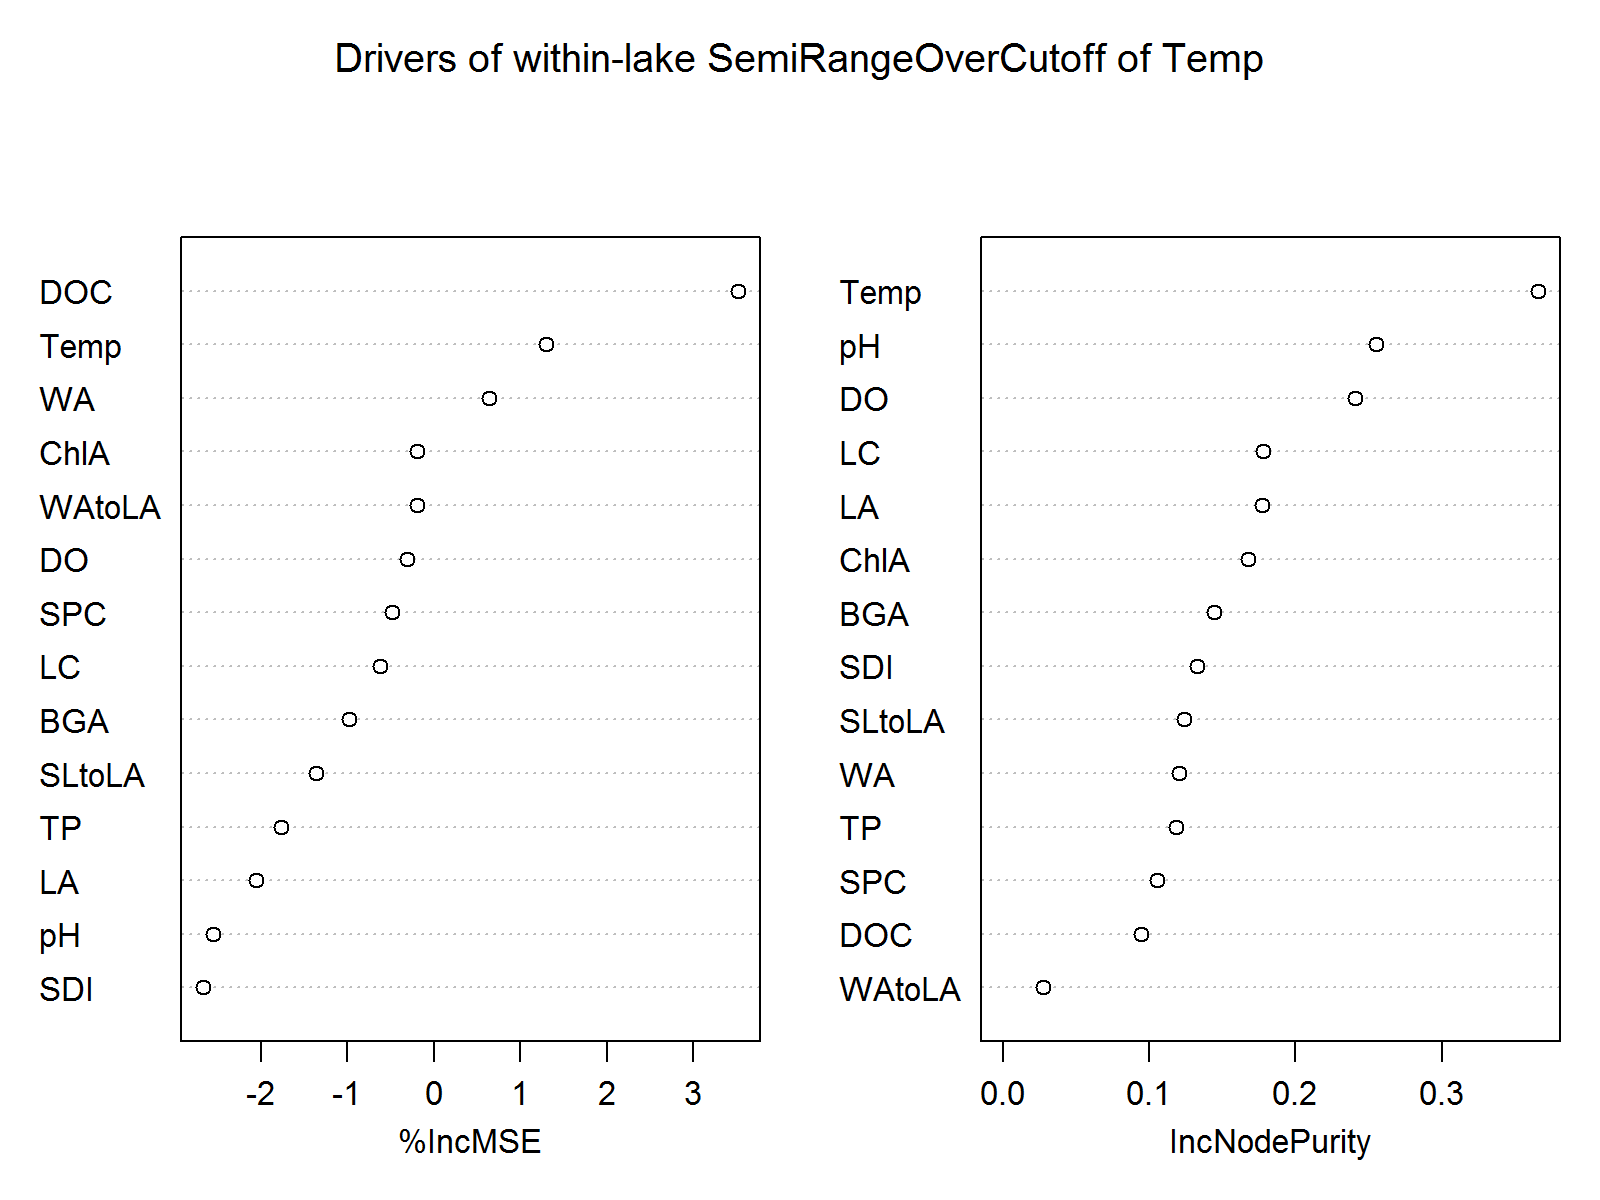 Drivers of within-lake SemiRangeOverCutoff of Temp
DOC
Temp
WA
ChlA
WAtoLA
DO
SPC
LC
BGA
SLtoLA
TP
LA
pH
SDI
-2 -1 0 1 2 3
%IncMSE
Temp
pH
DO
LC
LA
ChlA
BGA
SDI
SLtoLA
WA
TP
SPC
DOC
WAtoLA
0.0 0.1 0.2 0.3
IncNodePurity